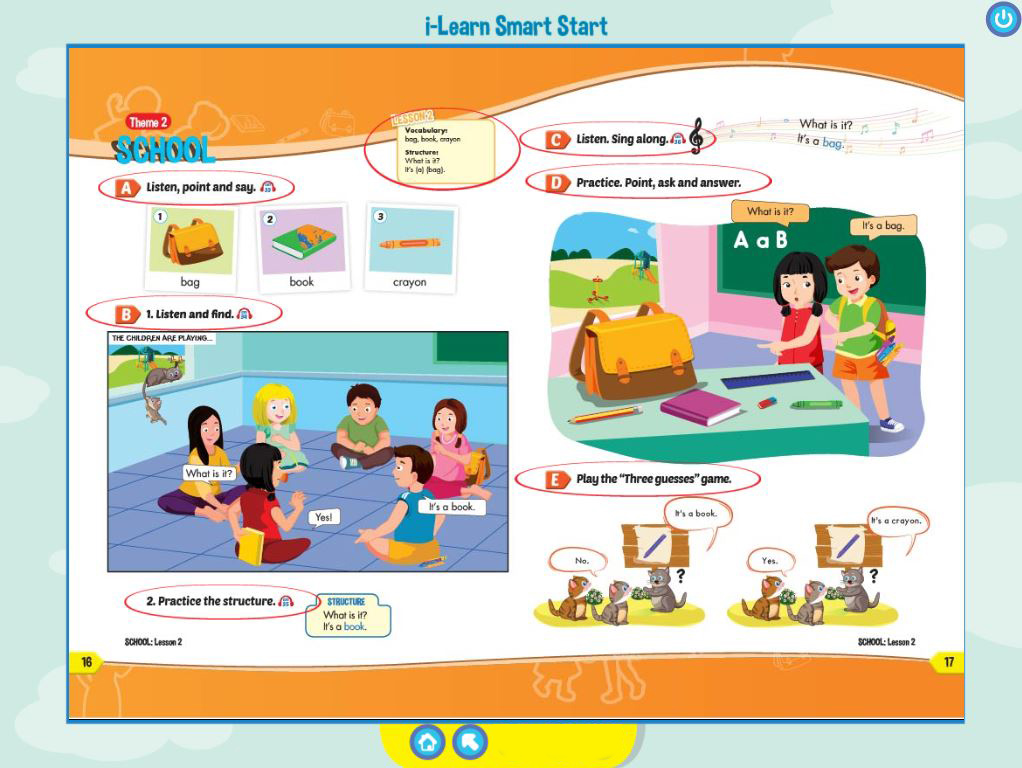 i-Learn Smart Start
Theme 2
SCHOOL
LESSON 2
Vocabulary:
bag, book, crayon
Structure:
What is it?
It's (a) (bag).
A Listen, point and say.
1
2
3
bag
book
crayon
B 1. Listen and find.
THE CHILDREN ARE PLAYING...
What is it?
Yes!
It's a book.
2. Practice the structure.
STRUCTURE
What is it?
It's a book.
SCHOOL: Lesson 2
16
C Listen. Sing along.
What is it?
It's a bag.
D Practice. Point, ask and answer.
What is it?
It's a bag.
A a B
E Play the "Three guesses" game.
It's a book.
No.
?
It's a crayon.
Yes.
?
SCHOOL: Lesson 2
17